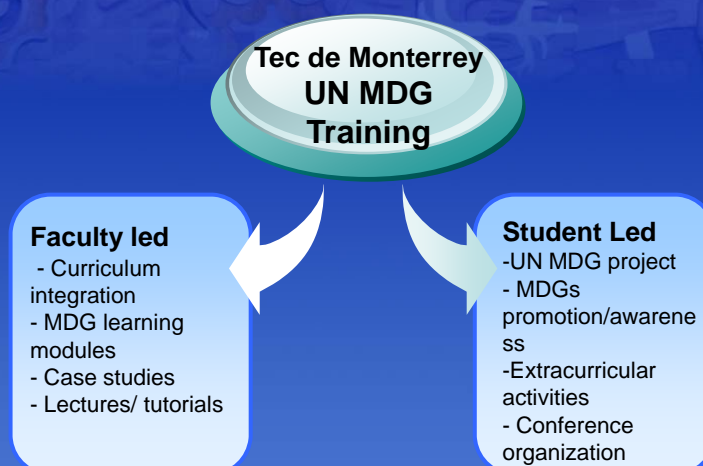 Tec de Monterrey
UN MDG
Training
Faculty led
- Curriculum
integration
- MDG learning
modules
- Case studies
- Lectures/ tutorials
Student Led
-UN MDG project
- MDGs
promotion/awarene
ss
-Extracurricular
activities
- Conference
organization